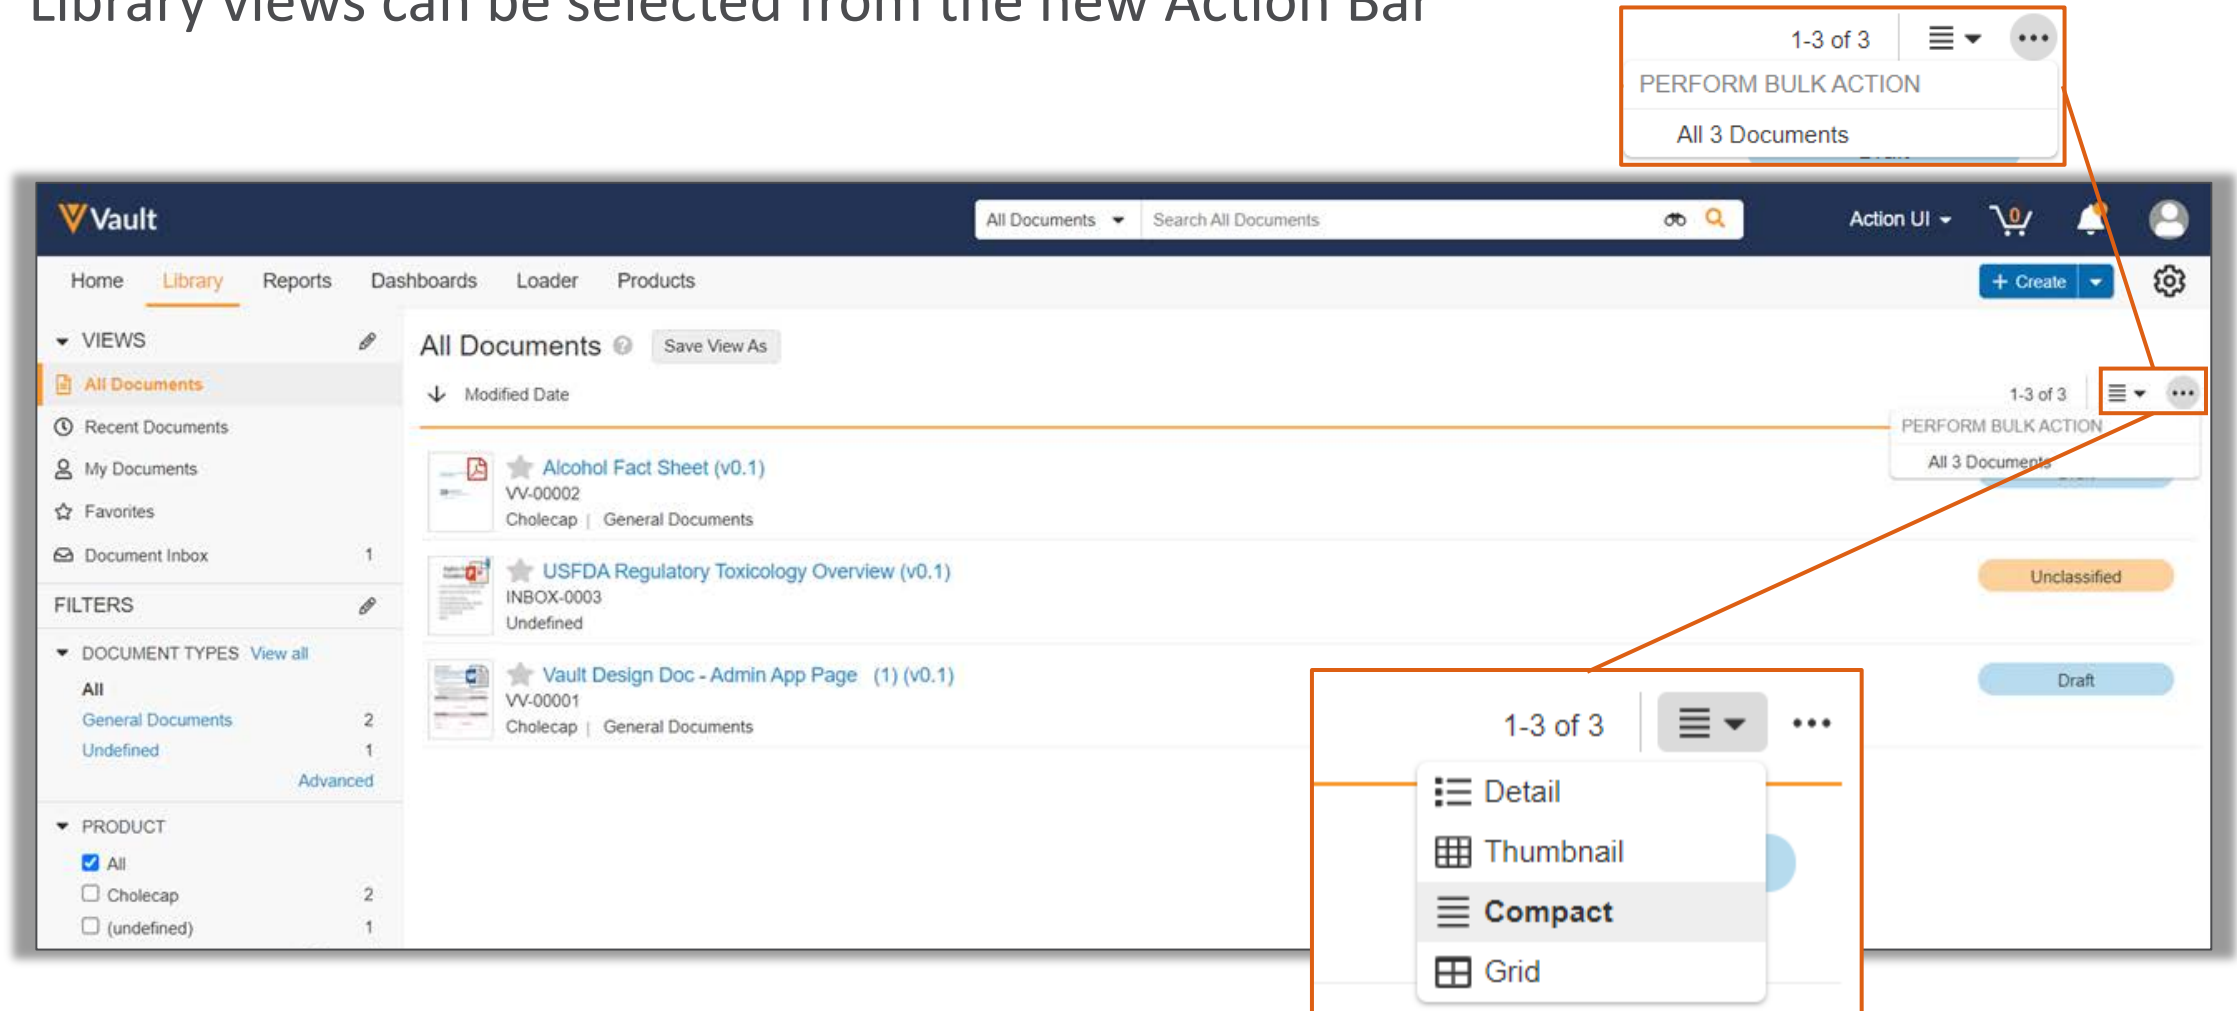 Library views can be selected from the new Action Bar
1-3 of 3
PERFORM BULK ACTION
All 3 Documents
Vault
All Documents
Search All Documents
Action UI
0
Home Library Reports Dashboards Loader Products
+ Create
VIEWS
All Documents
Recent Documents
My Documents
Favorites
Document Inbox 1
FILTERS
DOCUMENT TYPES View all
All
General Documents 2
Undefined 1
Advanced
PRODUCT
All
Cholecap 2
(undefined) 1
All Documents ? Save View As
Modified Date
1-3 of 3
PERFORM BULK ACTION
All 3 Documents
Alcohol Fact Sheet (v0.1)
VV-00002
Cholecap | General Documents
USFDA Regulatory Toxicology Overview (v0.1)
INBOX-0003
Undefined
Unclassified
Vault Design Doc - Admin App Page (1) (v0.1)
VV-00001
Cholecap | General Documents
Draft
1-3 of 3
Detail
Thumbnail
Compact
Grid